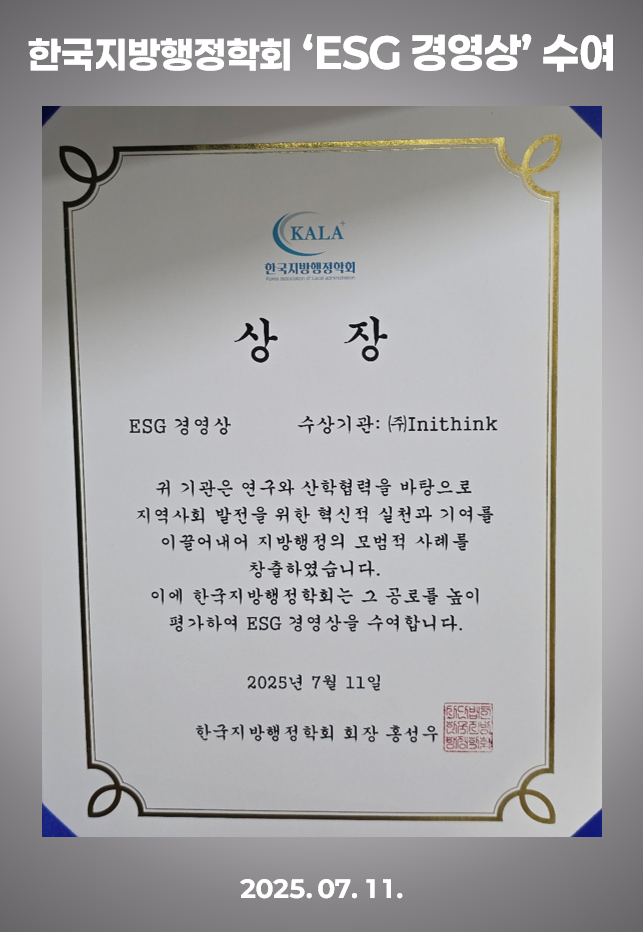 한국지방행정학회 ‘ESG 경영상’ 수여
KALA
한국지방행정학회
Korea association of Local administration
상 장
ESG 경영상 수상기관: ㈜Inithink
귀 기관은 연구와 산학협력을 바탕으로
지역사회 발전을 위한 혁신적 실천과 기여를
이끌어내어 지방행정의 모범적 사례를
창출하였습니다.
이에 한국지방행정학회는 그 공로를 높이
평가하여 ESG 경영상을 수여합니다.
2025년 7월 11일
한국지방행정학회 회장 홍성우
2025. 07. 11.